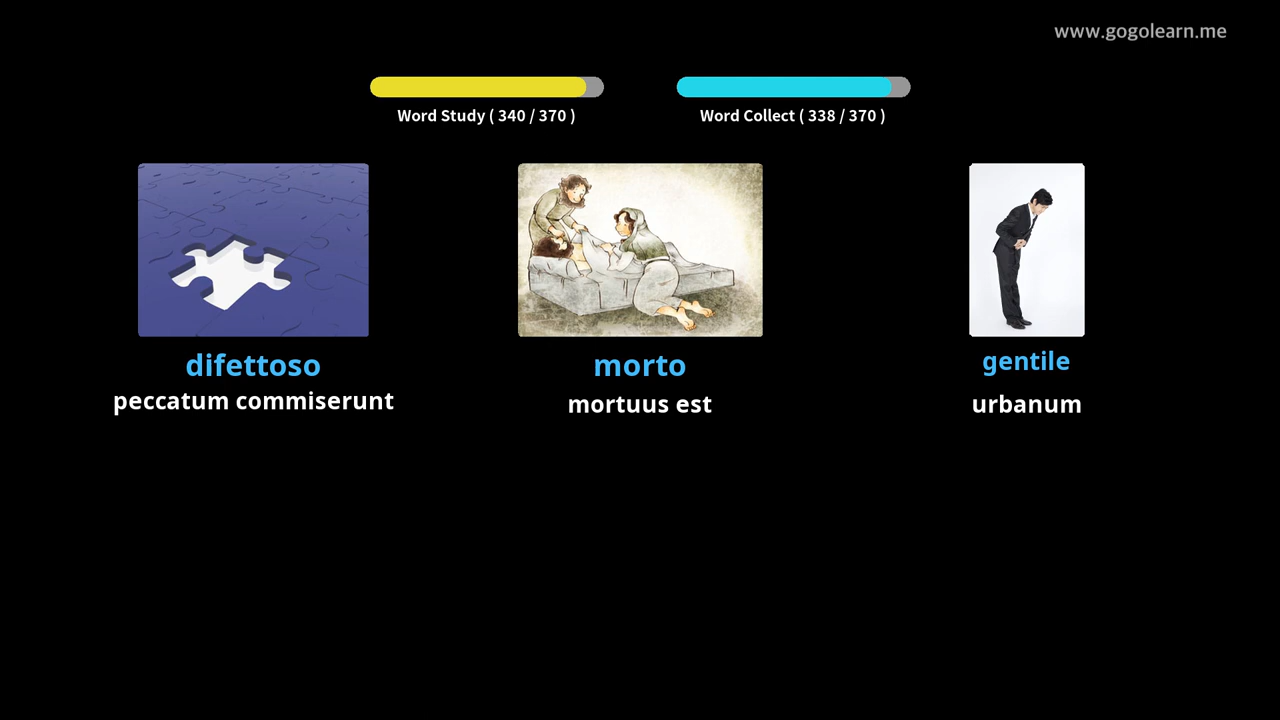 www.gogolearn.me
Word Study ( 340 / 370 )
Word Collect ( 338 / 370 )
difettoso
peccatum commiserunt
morto
mortuus est
gentile
urbanum